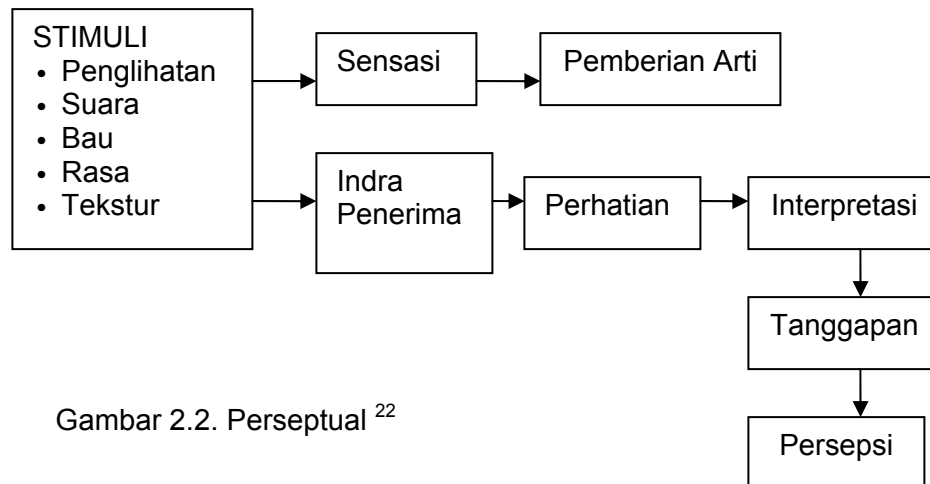 STIMULI
• Penglihatan
• Suara
• Bau
• Rasa
• Tekstur
Sensasi
Pemberian Arti
Indra
Penerima
Perhatian
Interpretasi
Tanggapan
Persepsi
Gambar 2.2. Perseptual 22